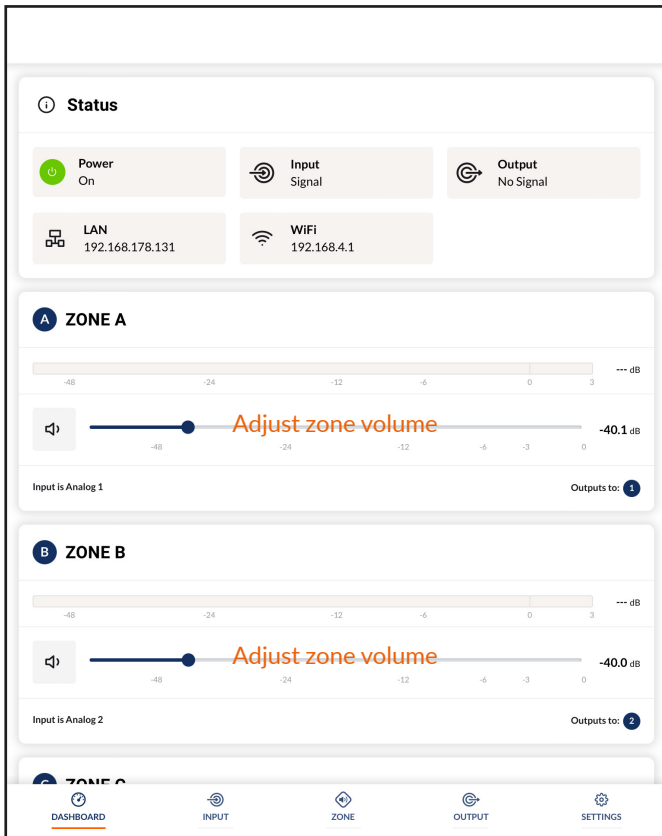 Status
Power
On
Input
Signal
Output
No Signal
LAN
192.168.178.131
WiFi
192.168.4.1
A ZONE A
--- dB
-48 -24 -12 -6 0 3
Adjust zone volume
-40.1 dB
-48 -24 -12 -6 -3 0
Input is Analog 1 Outputs to: 1
B ZONE B
--- dB
-48 -24 -12 -6 0 3
Adjust zone volume
-40.0 dB
-48 -24 -12 -6 -3 0
Input is Analog 2 Outputs to: 2
C ZONE C
DASHBOARD INPUT ZONE OUTPUT SETTINGS